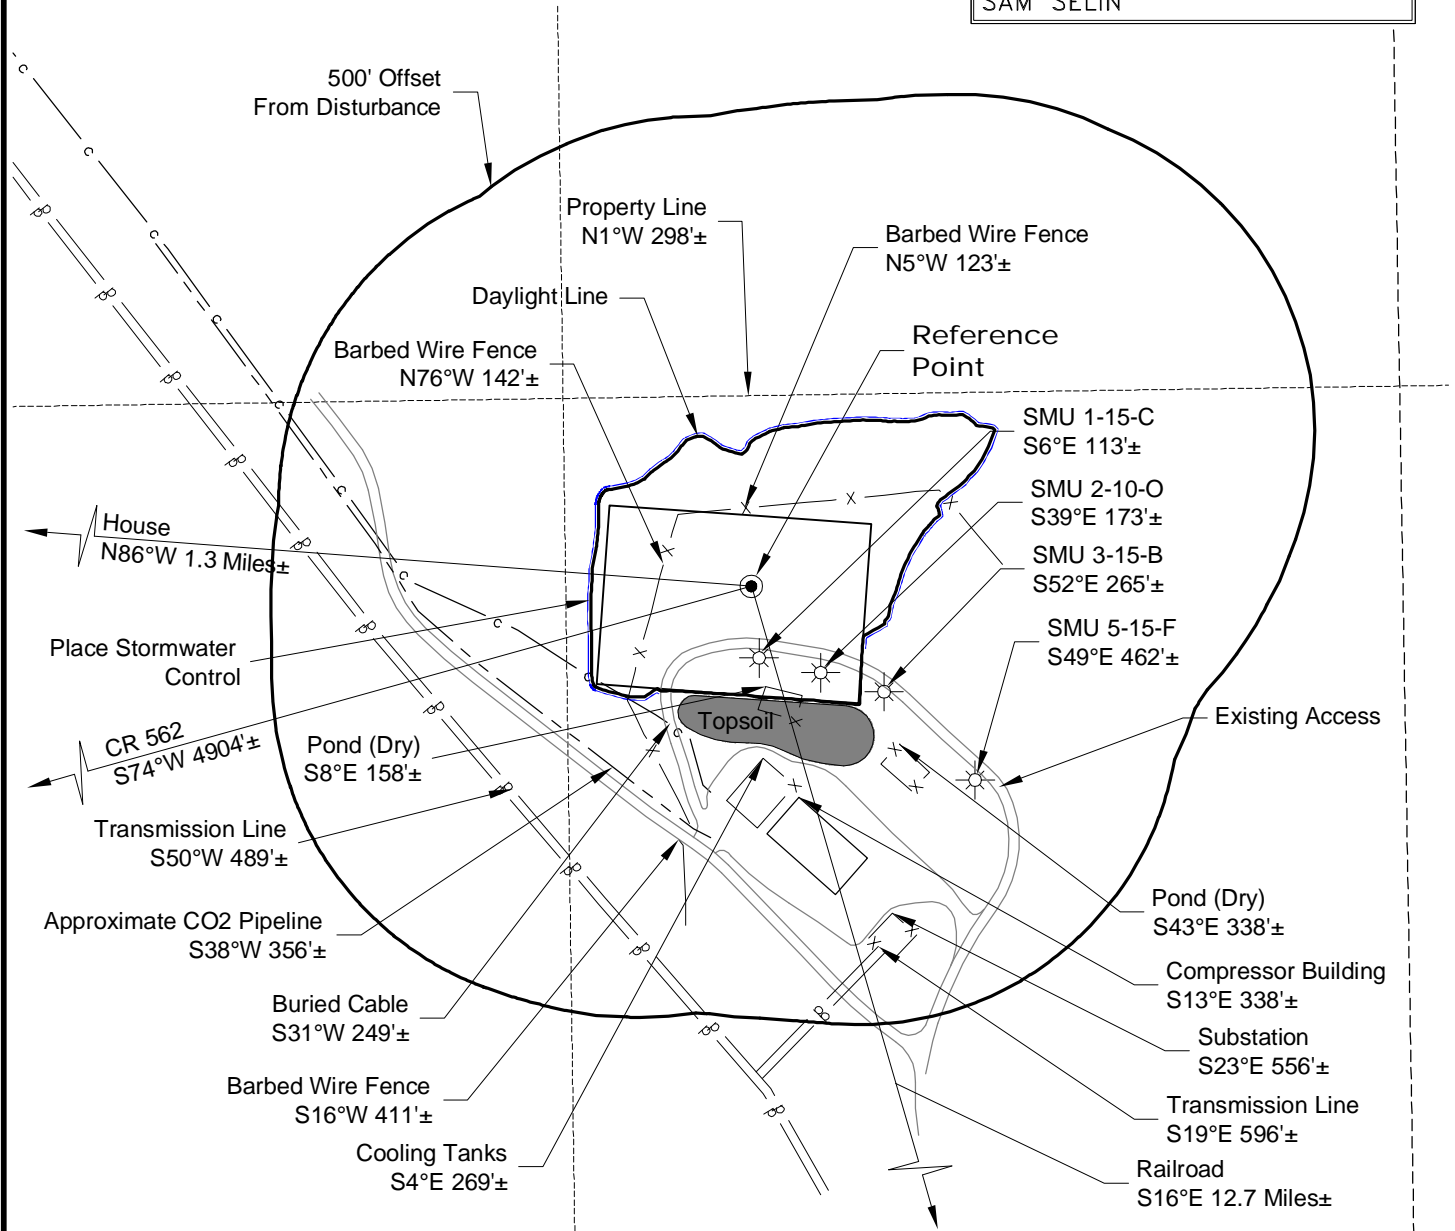 SAM SELIN
500' Offset
From Disturbance
Property Line
N1°W 298'±
Barbed Wire Fence
N5°W 123'±
Daylight Line
Reference
Point
Barbed Wire Fence
N76°W 142'±
SMU 1-15-C
S6°E 113'±
SMU 2-10-O
S39°E 173'±
House
N86°W 1.3 Miles±
SMU 3-15-B
S52°E 265'±
Place Stormwater
Control
SMU 5-15-F
S49°E 462'±
CR 562
S74°W 4904'±
Pond (Dry)
S8°E 158'±
Topsoil
Existing Access
Transmission Line
S50°W 489'±
Approximate CO2 Pipeline
S38°W 356'±
Pond (Dry)
S43°E 338'±
Compressor Building
S13°E 338'±
Buried Cable
S31°W 249'±
Substation
S23°E 556'±
Barbed Wire Fence
S16°W 411'±
Transmission Line
S19°E 596'±
Cooling Tanks
S4°E 269'±
Railroad
S16°E 12.7 Miles±